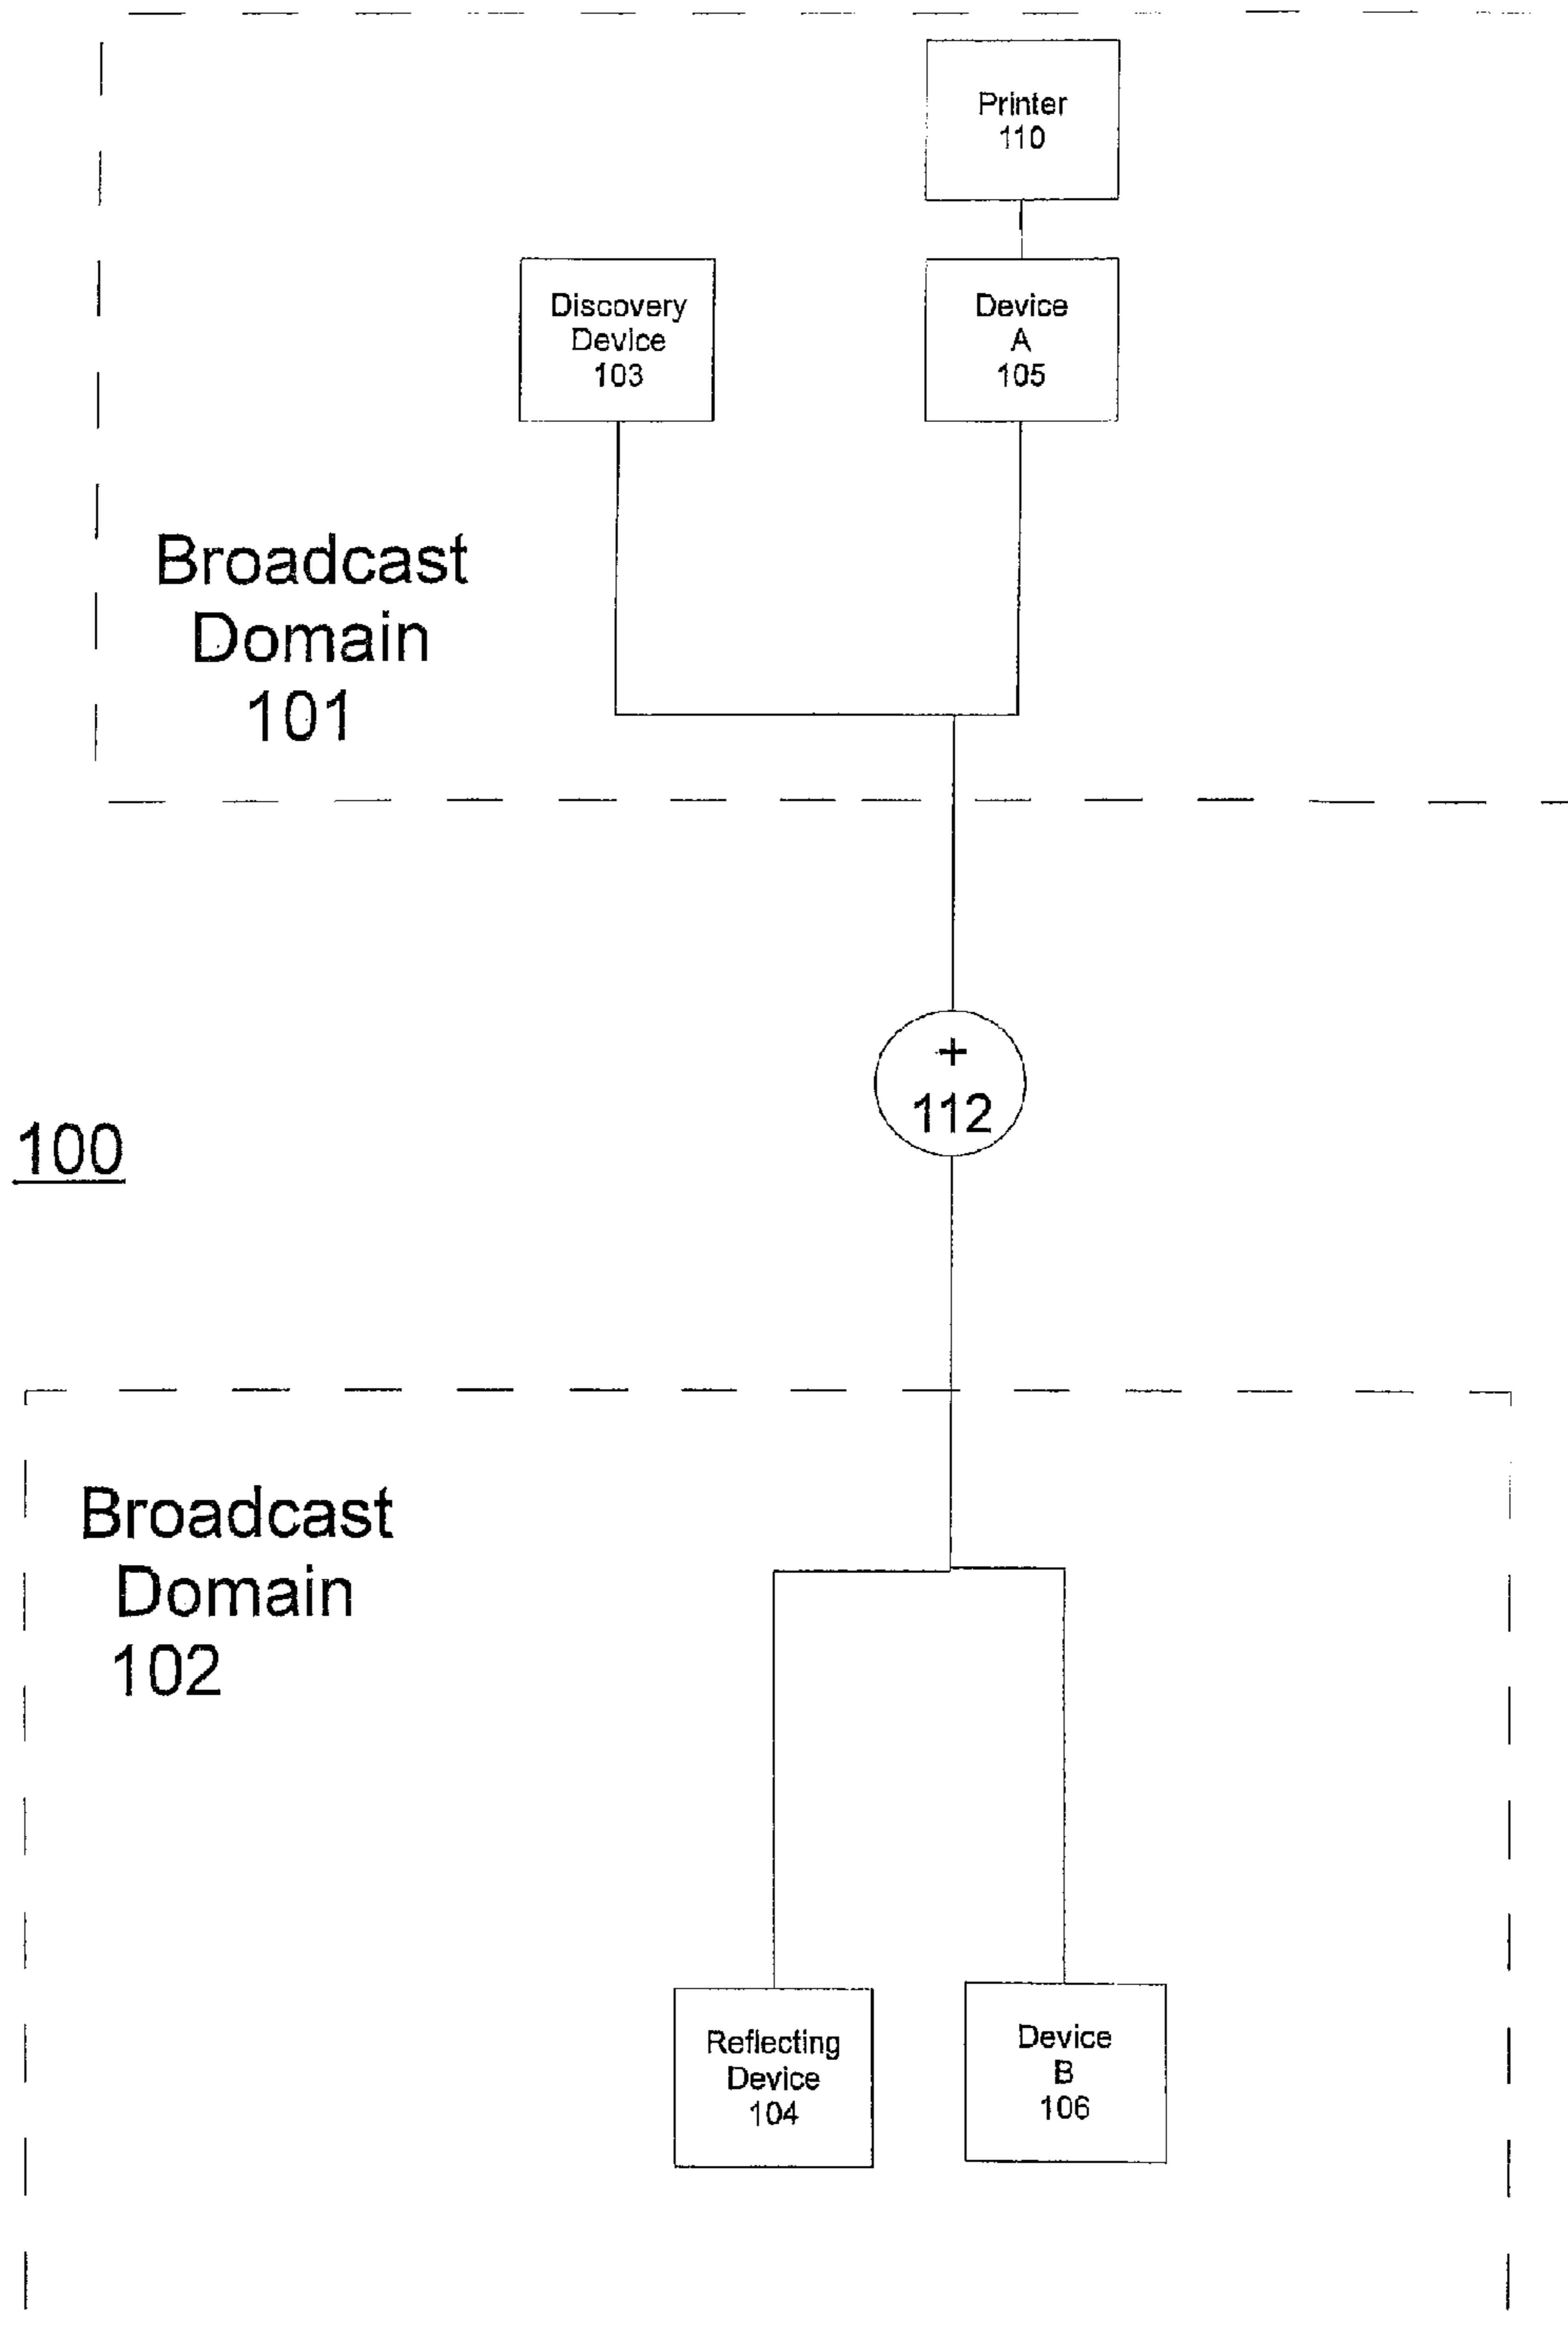 Printer
110
Discovery
Device
103
Device
A
105
Broadcast
Domain
101
+
112
100
Broadcast
Domain
102
Reflecting
Device
104
Device
B
106